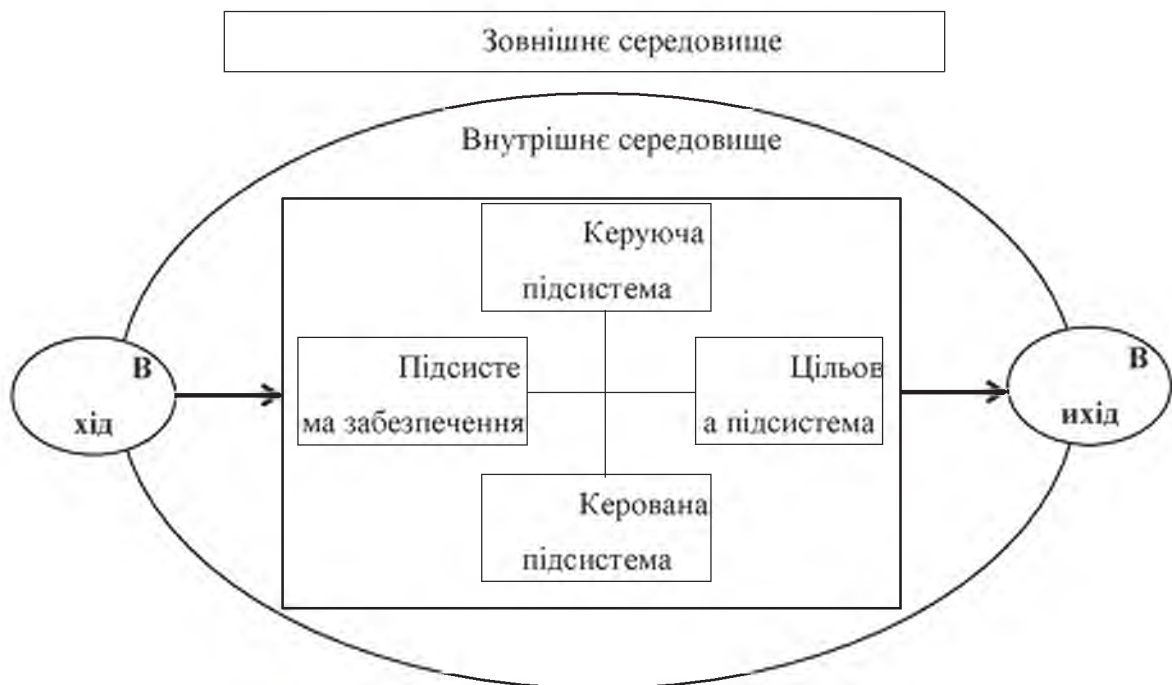 Зовнішнє середовище
Внутрішнє середовище
Керуюча
підсистема
В
хід
Підсисте
ма забезпечення
Цільов
а підсистема
В
ихід
Керована
підсистема